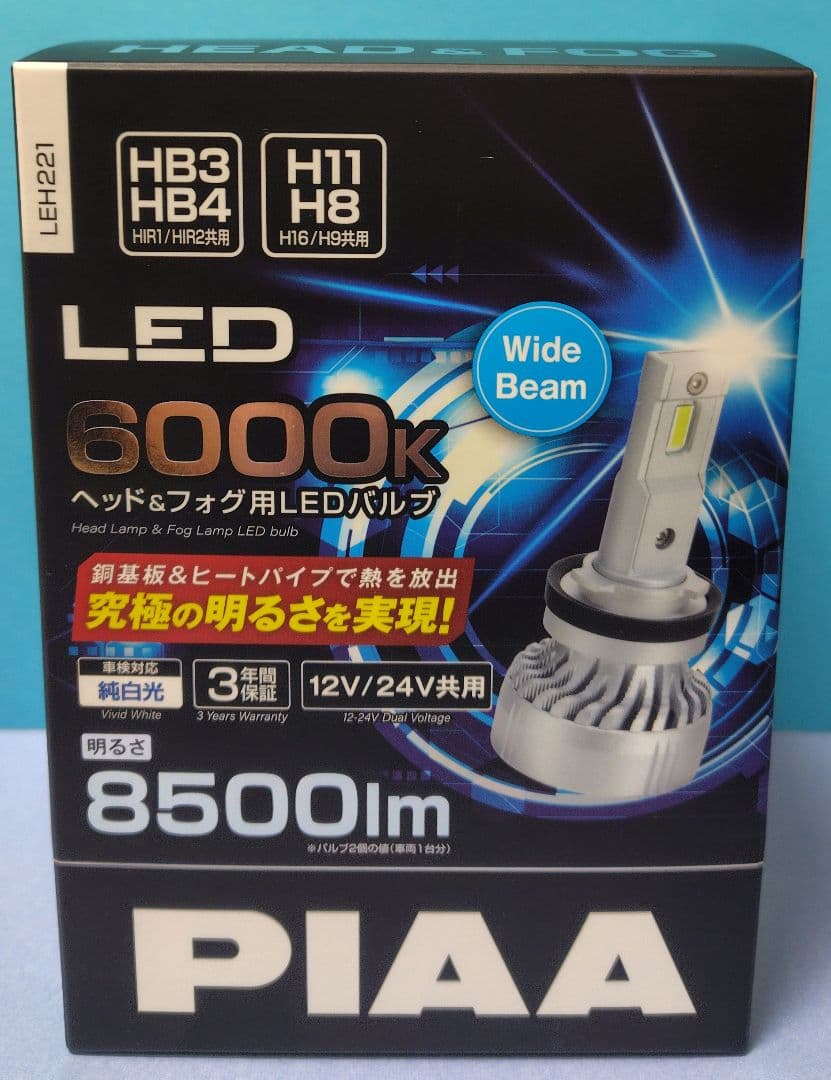 HEAD & FOG
LEH221
HB3
HB4
HIR1/HIR2共用
H11
H8
H16/H9共用
LED
Wide
Beam
6000K
ヘッド&フォグ用LEDバルブ
Head Lamp & Fog Lamp LED bulb
銅基板&ヒートパイプで熱を放出
究極の明るさを実現!
車検対応
純白光
Vivid White
3年間保証
3 Years Warranty
12V/24V共用
12-24V Dual Voltage
明るさ
8500lm
※バルブ2個の値(車両1台分)
PIAA